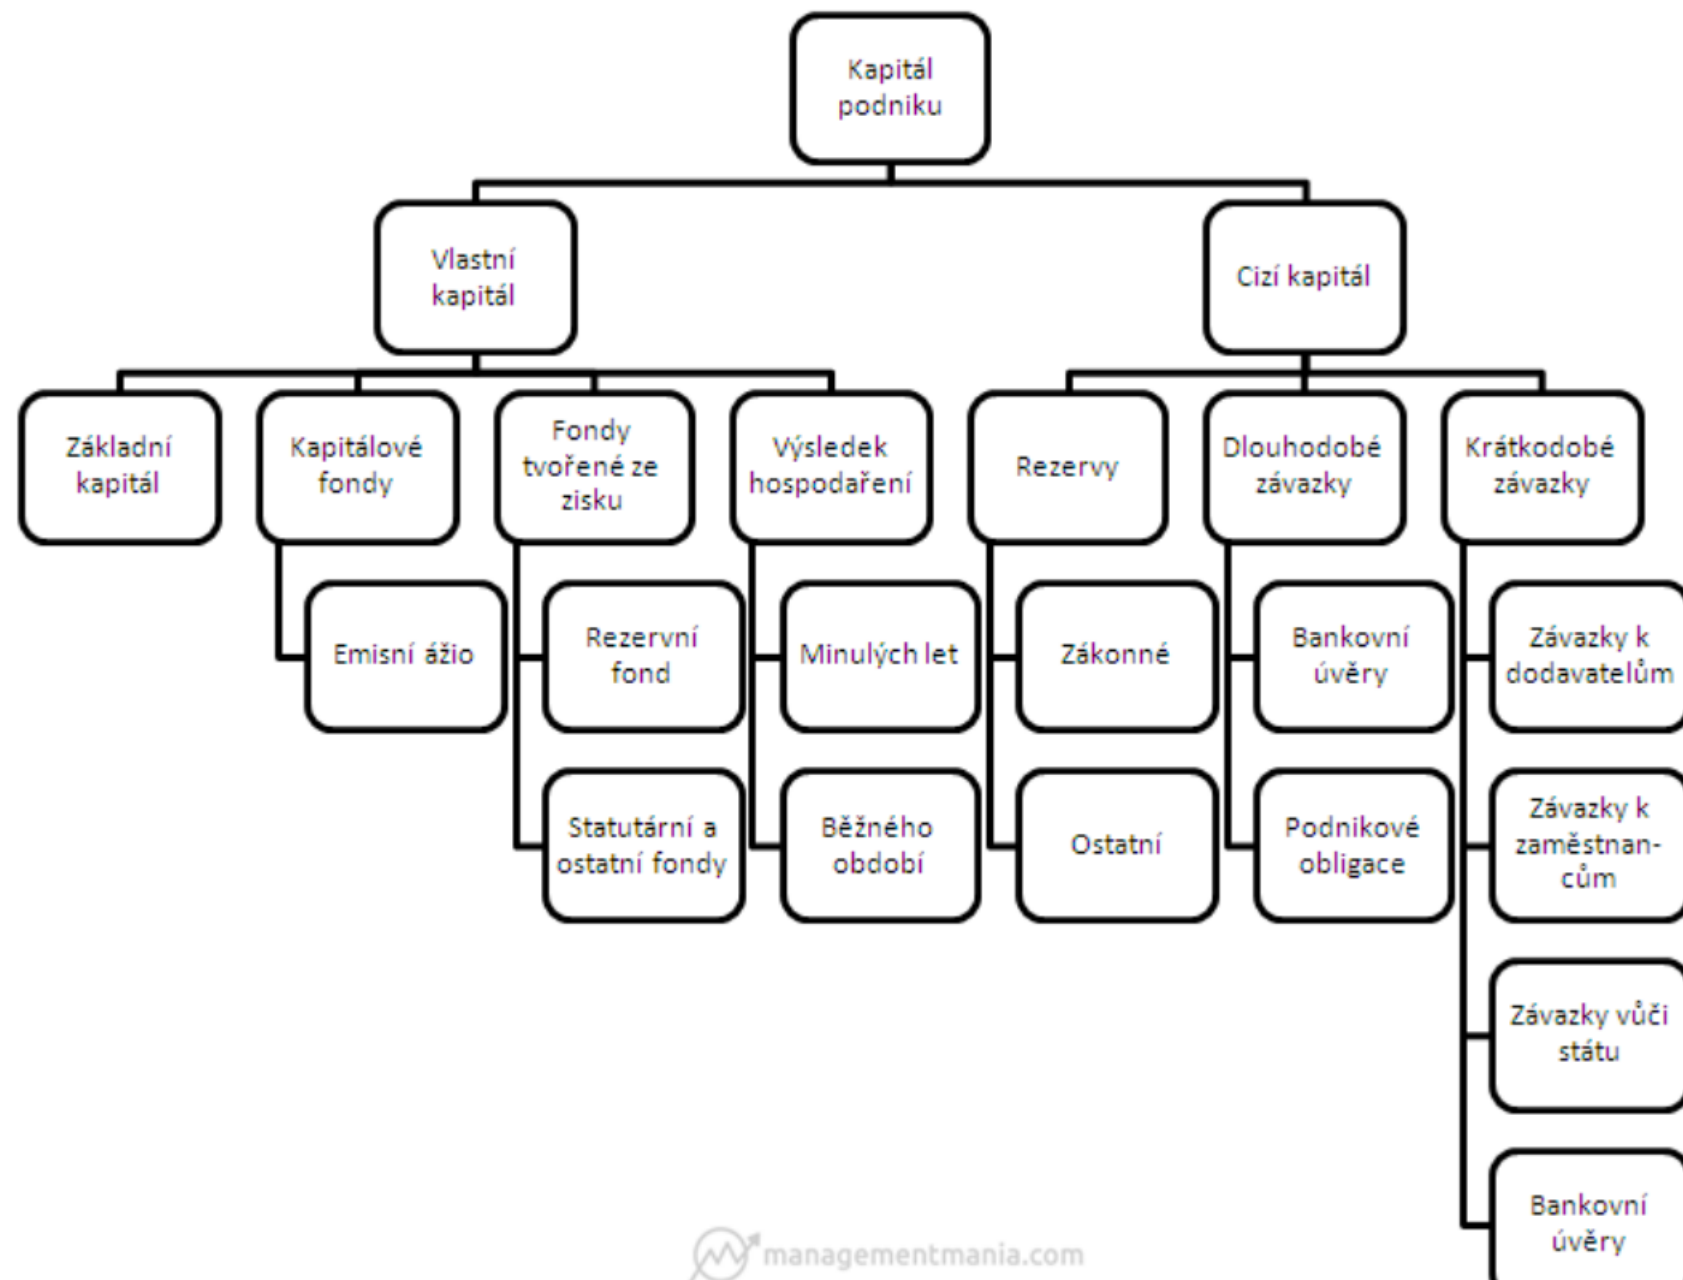 Kapitál
podniku
Vlastní
kapitál
Cizí kapitál
Základní
kapitál
Kapitálové
fondy
Fondy
tvořené ze
zisku
Výsledek
hospodaření
Rezervy
Dlouhodobé
závazky
Krátkodobé
závazky
Emisní ážio
Rezervní
fond
Minulých let
Zákonné
Bankovní
úvěry
Závazky k
dodavatelům
Statutární a
ostatní fondy
Běžného
období
Ostatní
Podnikové
obligace
Závazky k
zaměstnan-
cům
Závazky vůči
státu
Bankovní
úvěry
managementmania.com